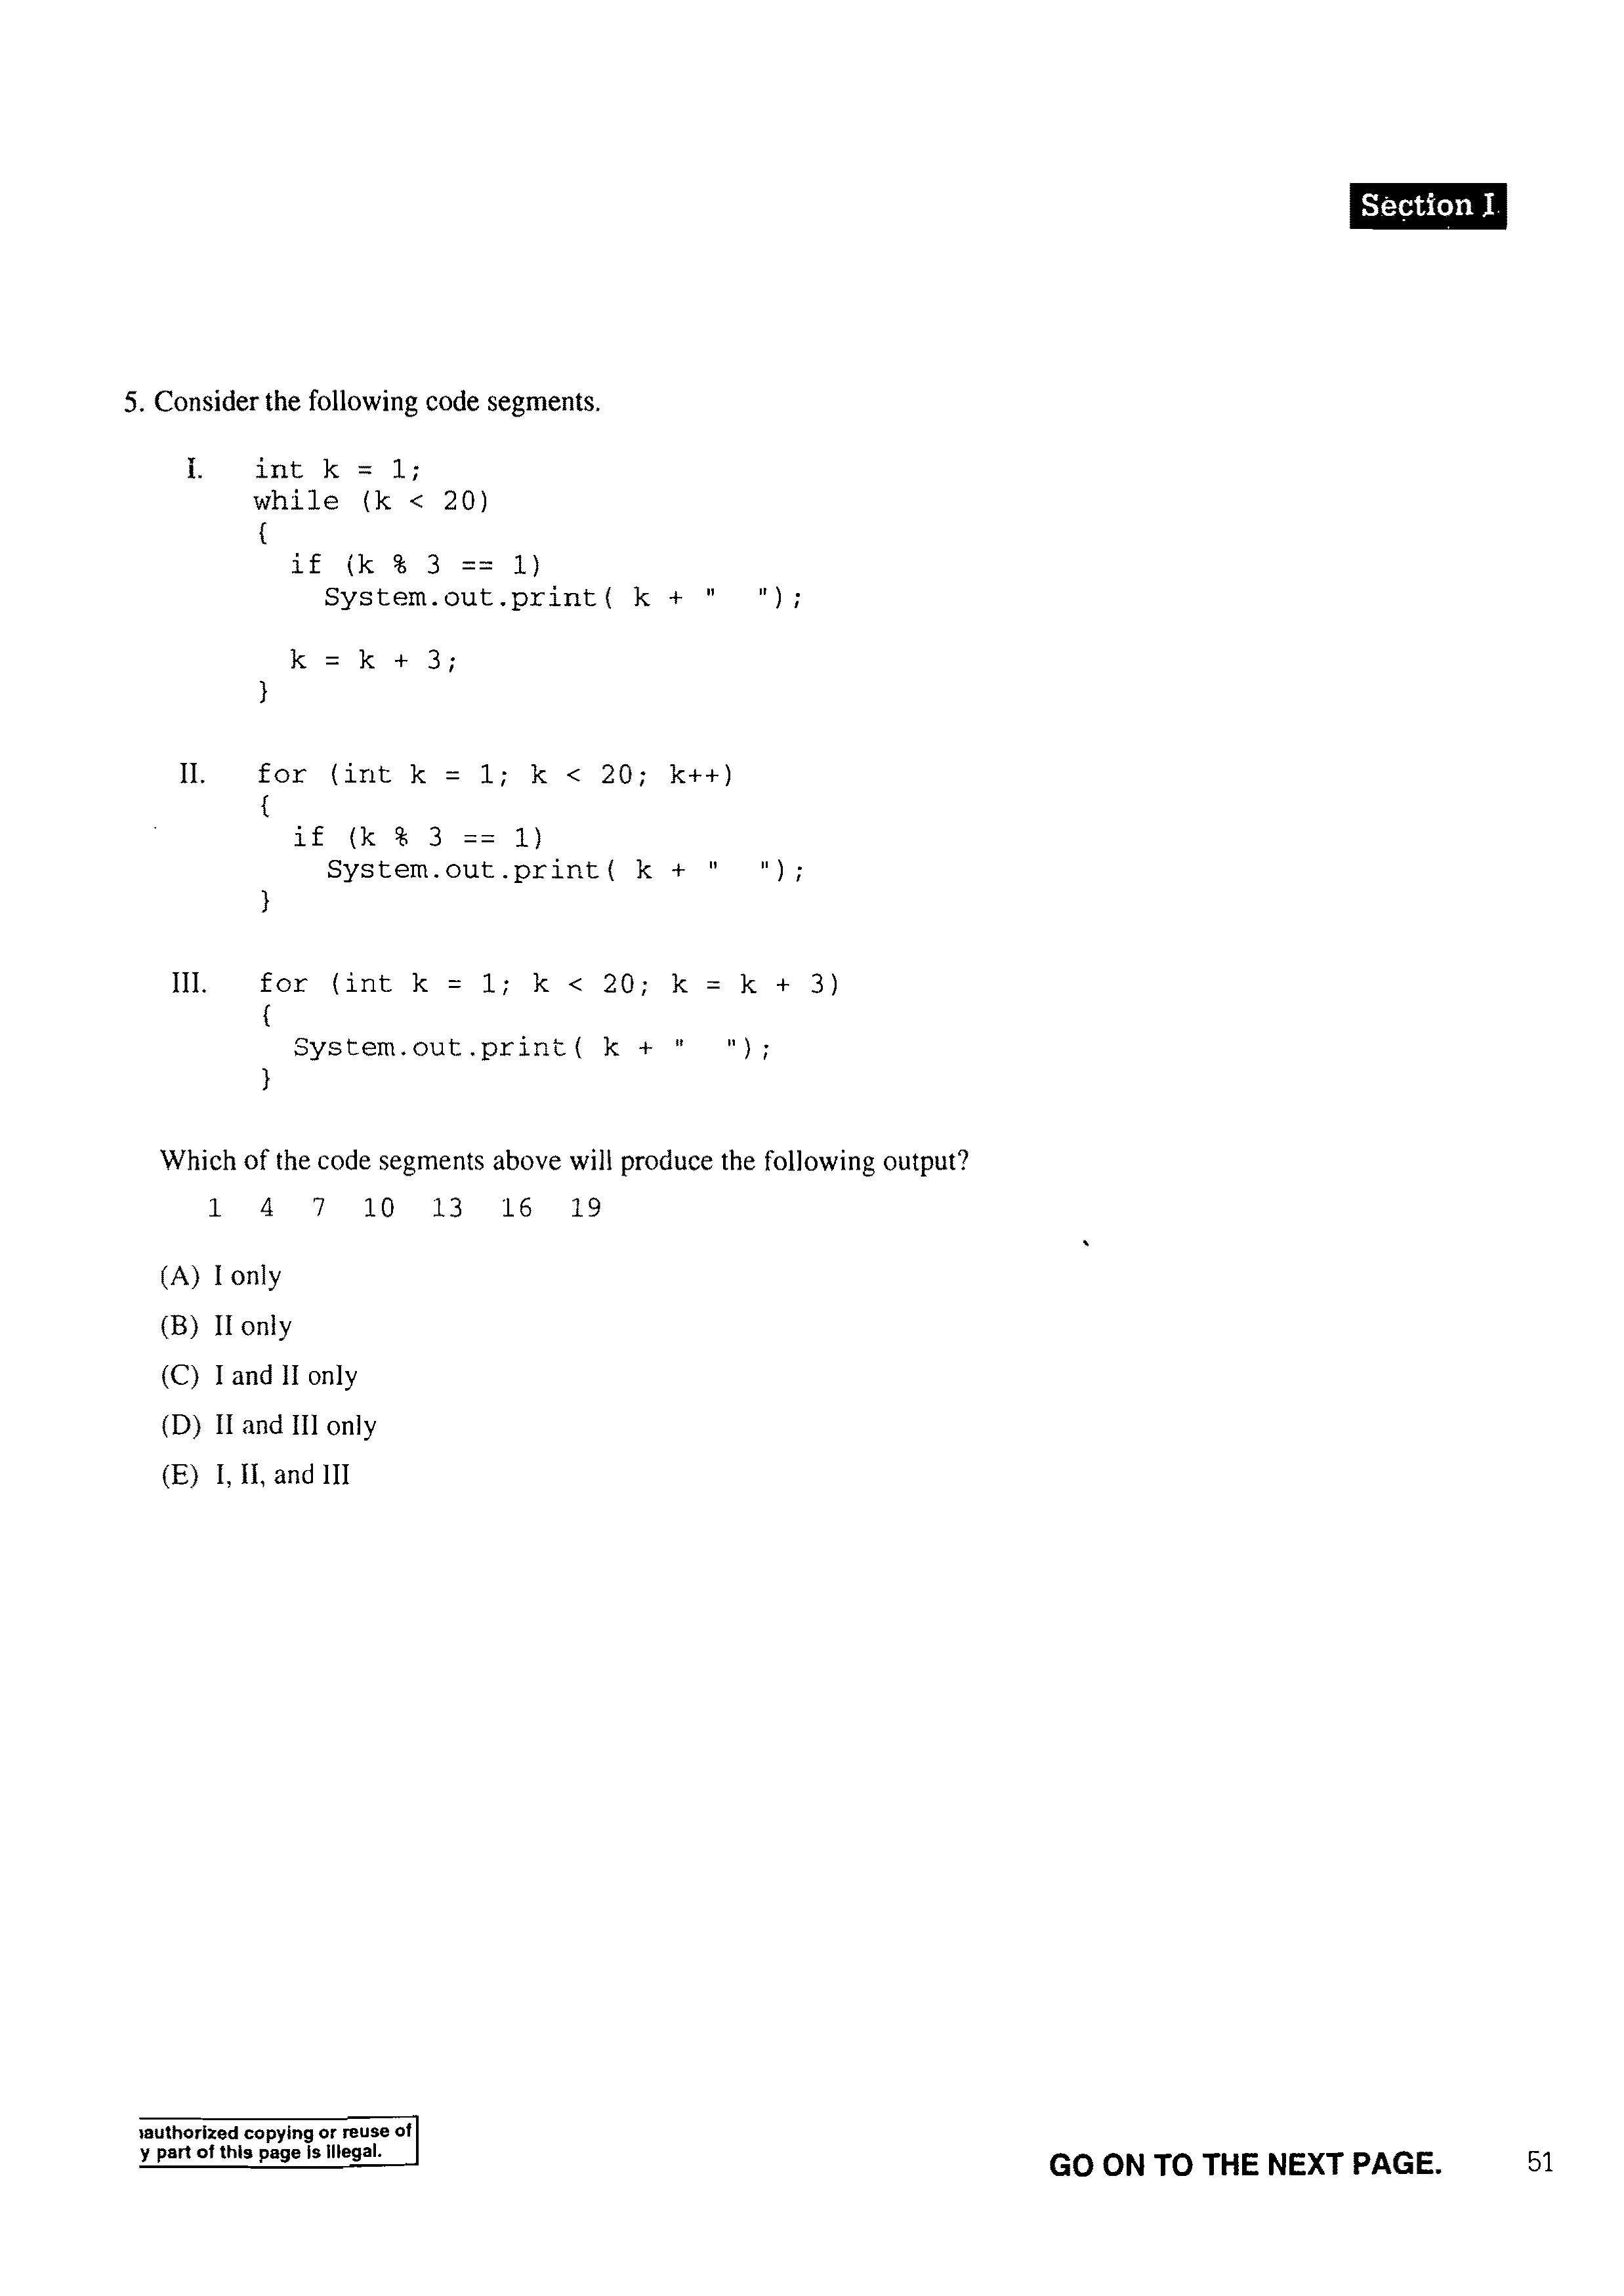 Section I
5. Consider the following code segments.
I. int k = 1;
while (k < 20)
{
if (k % 3 == 1)
System.out.print( k + "  ");
k = k + 3;
}
II. for (int k = 1; k < 20; k++)
{
if (k % 3 == 1)
System.out.print( k + "  ");
}
III. for (int k = 1; k < 20; k = k + 3)
{
System.out.print( k + "  ");
}
Which of the code segments above will produce the following output?
1 4 7 10 13 16 19
(A) I only
(B) II only
(C) I and II only
(D) II and III only
(E) I, II, and III
authorized copying or reuse of
y part of this page is illegal.
GO ON TO THE NEXT PAGE. 51